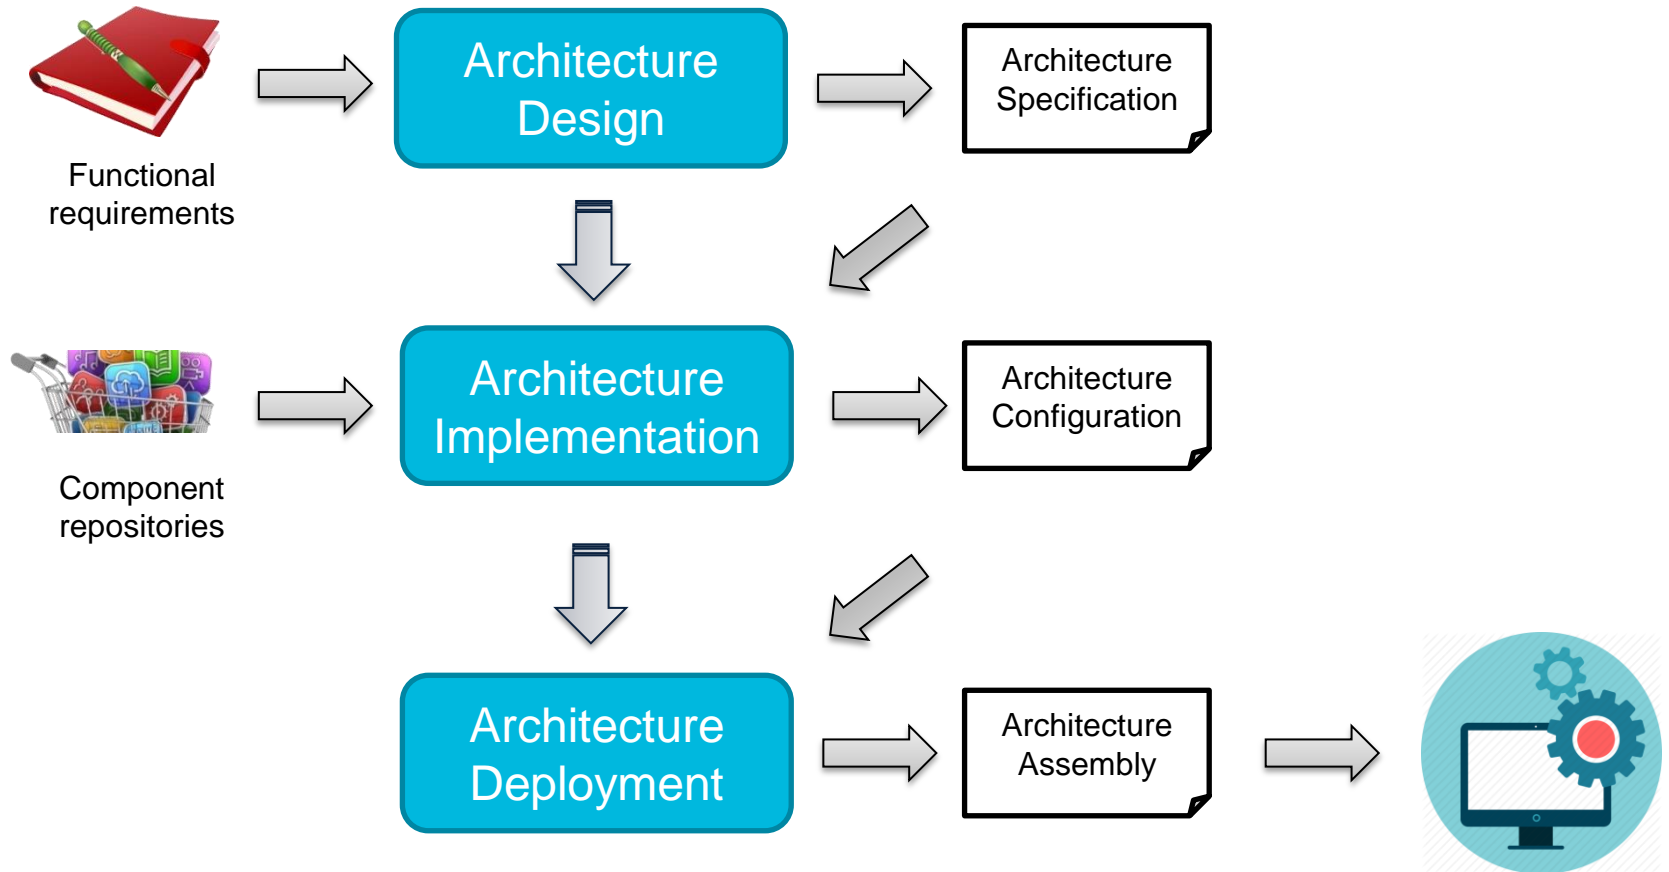 Architecture
Design
Architecture
Specification
Functional
requirements
Architecture
Implementation
Architecture
Configuration
Component
repositories
Architecture
Deployment
Architecture
Assembly